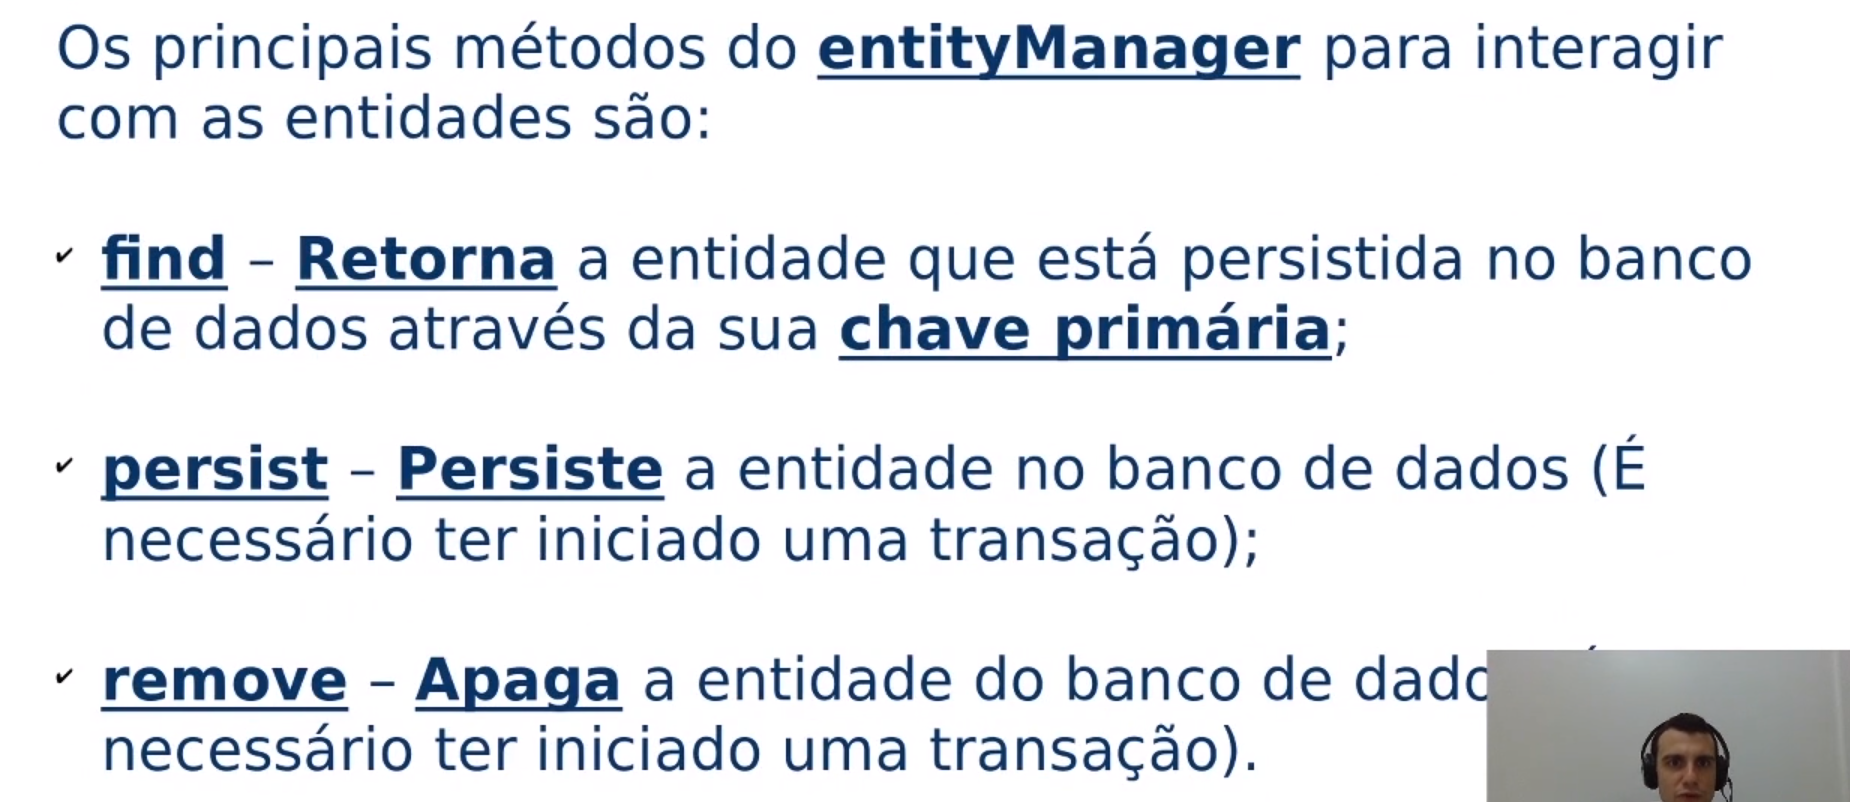 Os principais métodos do entityManager para interagir
com as entidades são:
✔ find – Retorna a entidade que está persistida no banco
de dados através da sua chave primária;
✔ persist – Persiste a entidade no banco de dados (É
necessário ter iniciado uma transação);
✔ remove – Apaga a entidade do banco de
necessário ter iniciado uma transação).